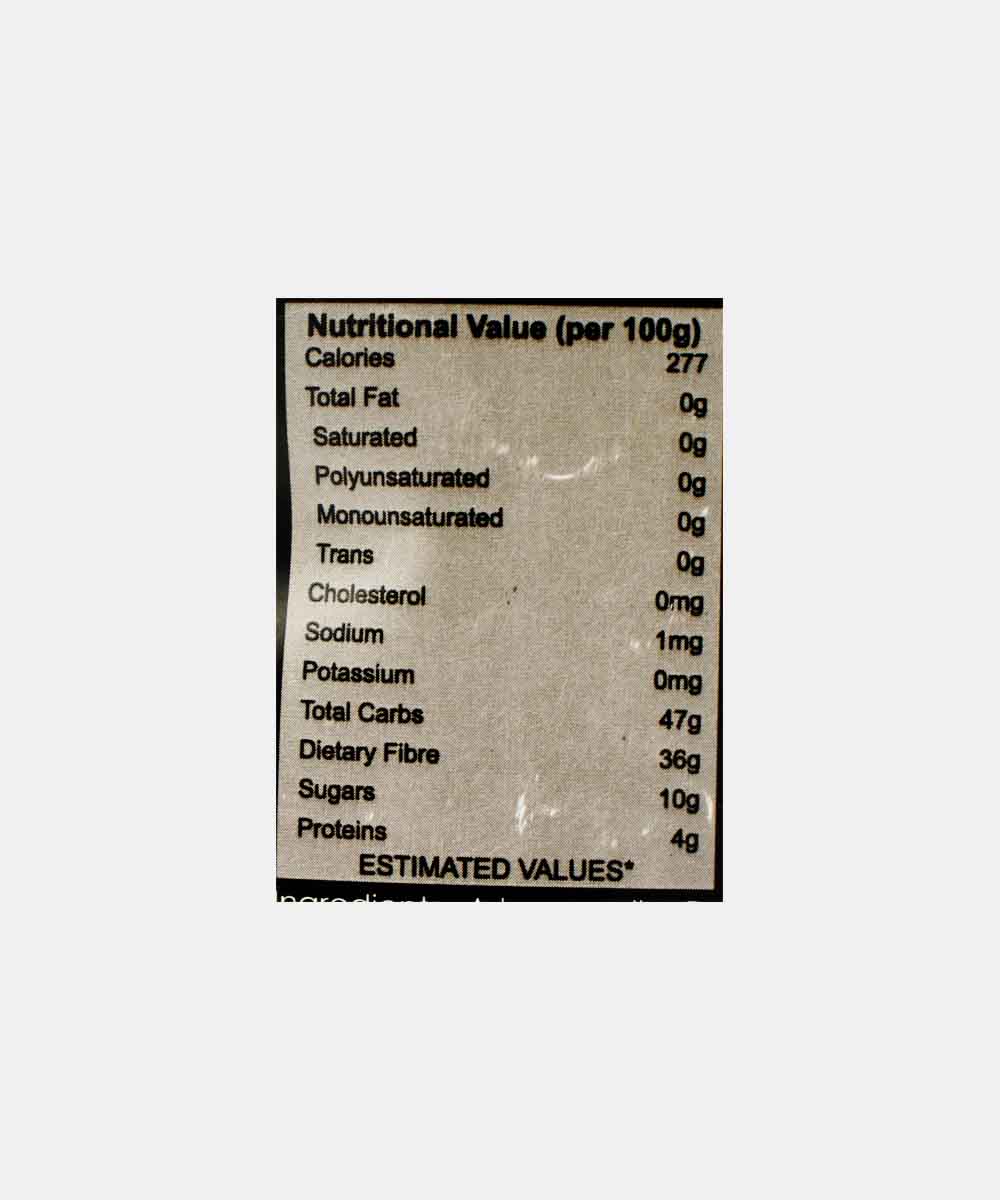 Nutritional Value (per 100g)
Calories 277
Total Fat 0g
Saturated 0g
Polyunsaturated 0g
Monounsaturated 0g
Trans 0g
Cholesterol 0mg
Sodium 1mg
Potassium 0mg
Total Carbs 47g
Dietary Fibre 36g
Sugars 10g
Proteins 4g
ESTIMATED VALUES*